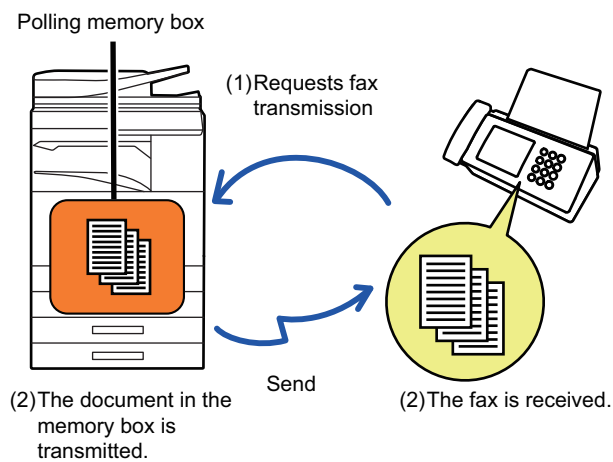 Polling memory box
(1) Requests fax
transmission
Send
(2) The document in the
memory box is
transmitted.
(2) The fax is received.